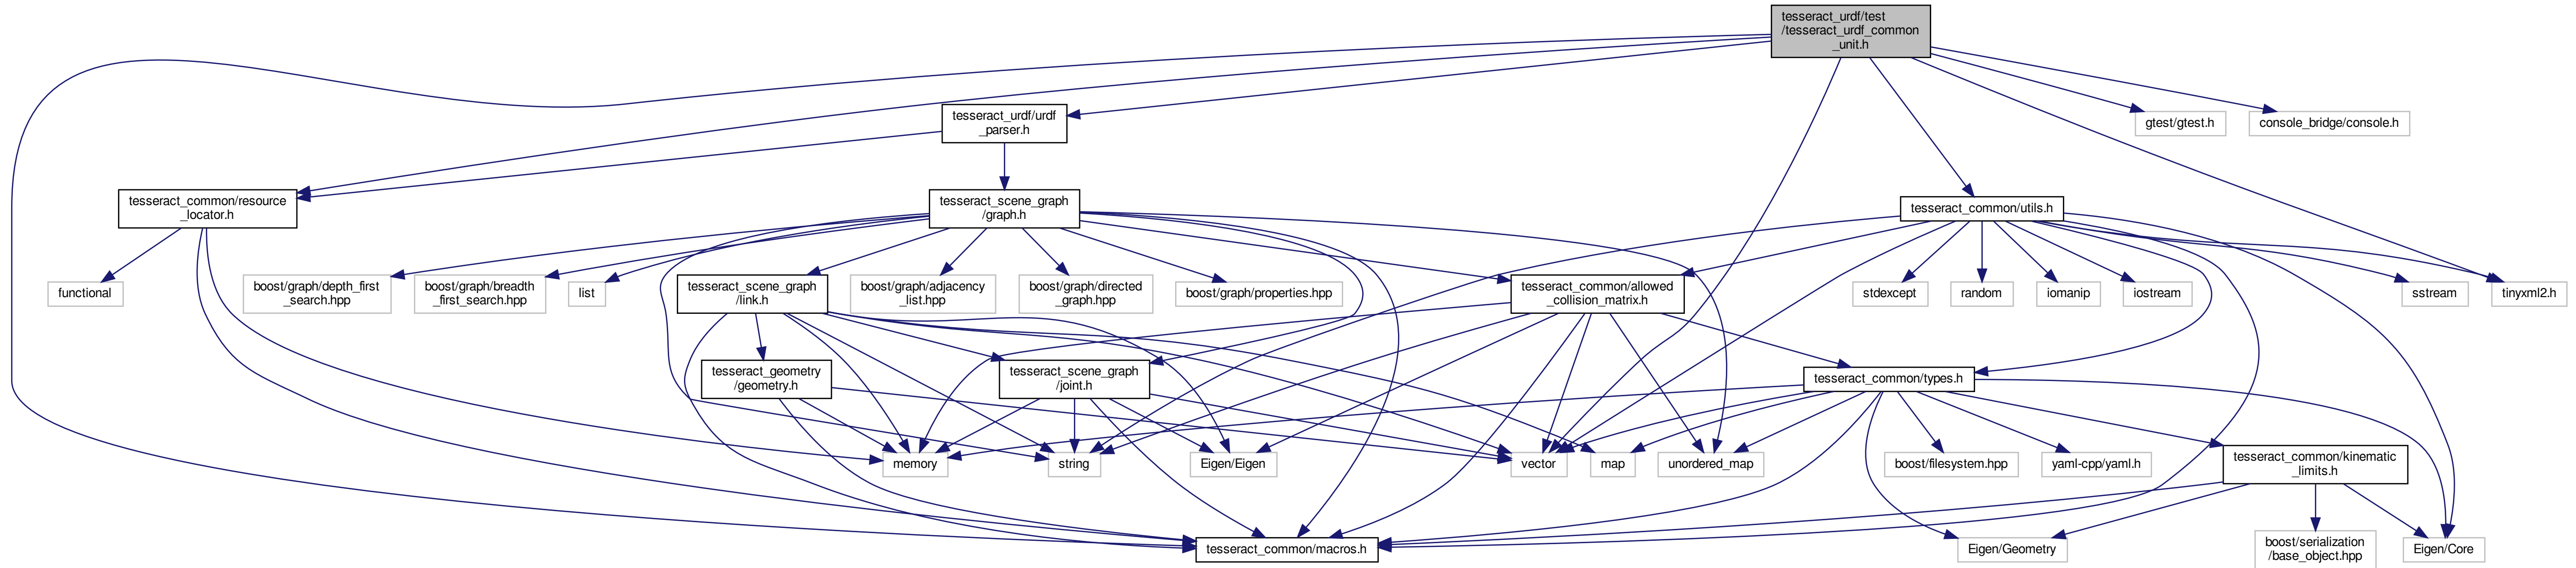 tesseract_urdf/test
/tesseract_urdf_common
_unit.h
tesseract_urdf/urdf
_parser.h
gtest/gtest.h
console_bridge/console.h
tesseract_common/resource
_locator.h
tesseract_scene_graph
/graph.h
tesseract_common/utils.h
functional
boost/graph/depth_first
_search.hpp
boost/graph/breadth
_first_search.hpp
list
tesseract_scene_graph
/link.h
boost/graph/adjacency
_list.hpp
boost/graph/directed
_graph.hpp
boost/graph/properties.hpp
tesseract_common/allowed
_collision_matrix.h
stdexcept
random
iomanip
iostream
sstream
tinyxml2.h
tesseract_geometry
/geometry.h
tesseract_scene_graph
/joint.h
tesseract_common/types.h
memory
string
Eigen/Eigen
vector
map
unordered_map
boost/filesystem.hpp
yaml-cpp/yaml.h
tesseract_common/kinematic
_limits.h
tesseract_common/macros.h
Eigen/Geometry
boost/serialization
/base_object.hpp
Eigen/Core